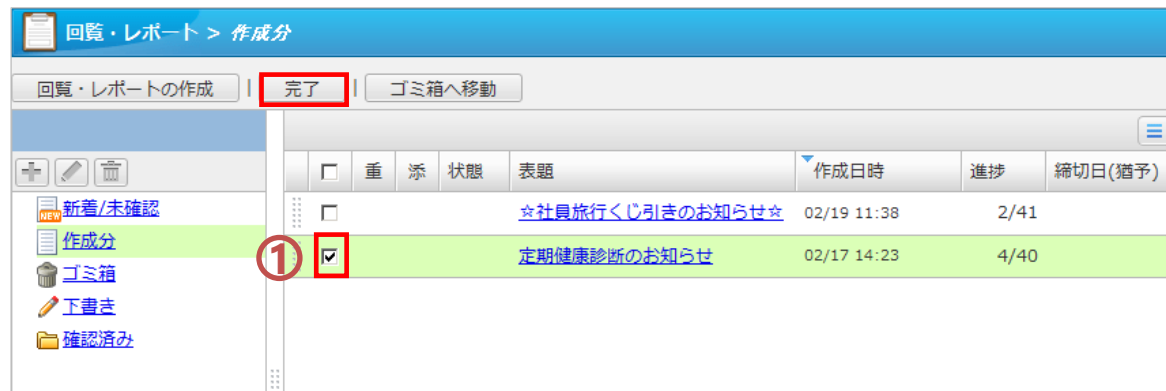 回覧・レポート > 作成分
回覧・レポートの作成 | 完了 | ゴミ箱へ移動
重 添 状態 表題 作成日時 進捗 締切日(猶予)
NEW 新着/未確認
作成分
ゴミ箱
下書き
確認済み
☆社員旅行くじ引きのお知らせ☆ 02/19 11:38 2/41
① 定期健康診断のお知らせ 02/17 14:23 4/40